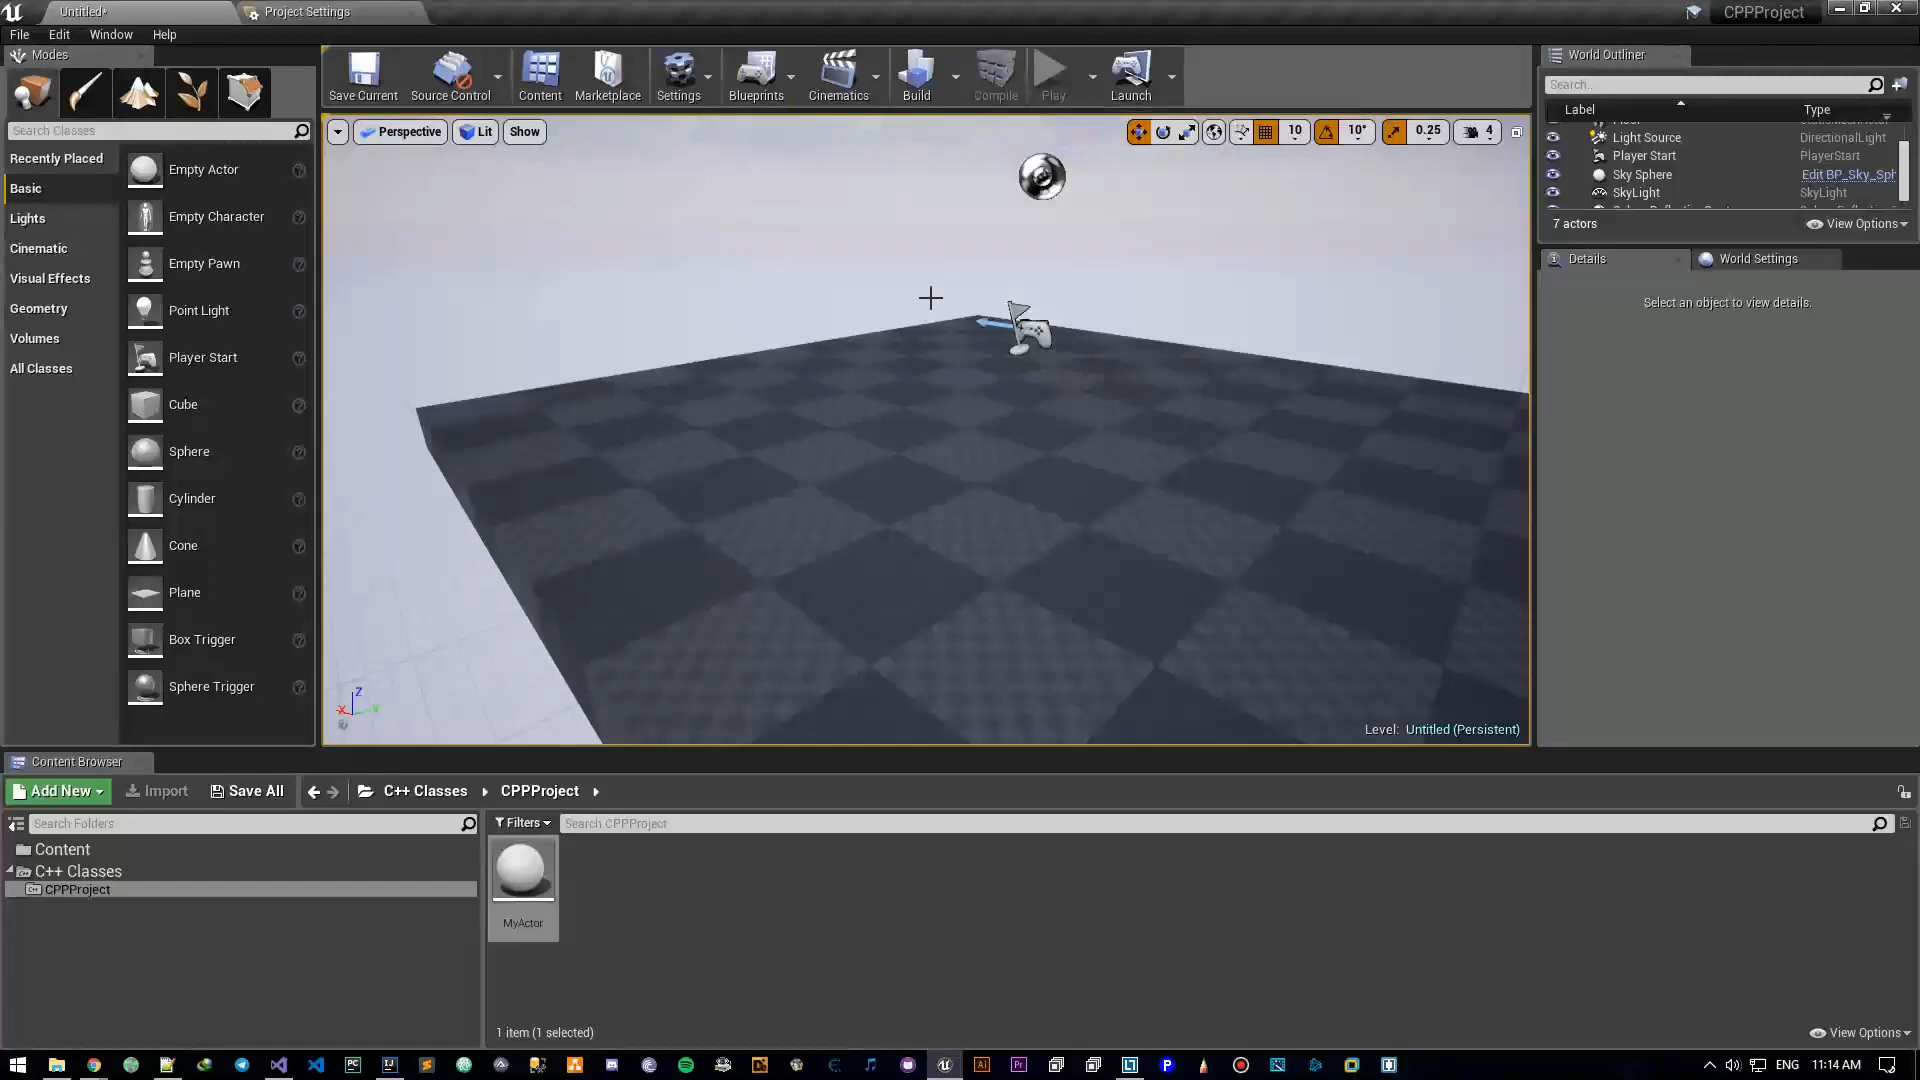 Untitled*
Project Settings
CPPProject
File Edit Window Help
Modes
Search Classes
Recently Placed
Basic
Lights
Cinematic
Visual Effects
Geometry
Volumes
All Classes
Empty Actor
Empty Character
Empty Pawn
Point Light
Player Start
Cube
Sphere
Cylinder
Cone
Plane
Box Trigger
Sphere Trigger
Save Current Source Control Content Marketplace Settings Blueprints Cinematics Build Compile Play Launch
Perspective Lit Show
10 10° 0.25 4
X Y Z
Level: Untitled (Persistent)
World Outliner
Search..
Label Type
Light Source DirectionalLight
Player Start PlayerStart
Sky Sphere Edit BP_Sky_Sph
SkyLight SkyLight
7 actors View Options
Details World Settings
Select an object to view details.
Content Browser
Add New Import Save All C++ Classes CPPProject
Search Folders
Content
C++ Classes
CPPProject
Filters Search CPPProject
MyActor
1 item (1 selected) View Options
ENG 11:14 AM